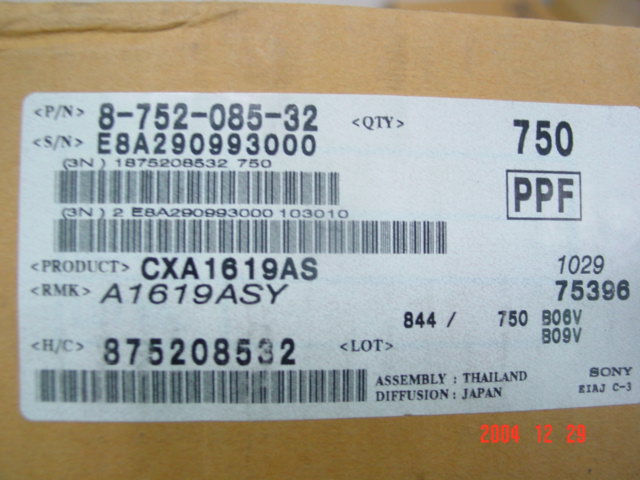 <P/N> 8-752-085-32 <QTY> 750
<S/N> E8A290993000
(3N) 1875208532 750
PPF
(3N) 2 E8A290993000 103010
<PRODUCT> CXA1619AS 1029
<RMK> A1619ASY 75396
844 / 750 B06V
B09V
<H/C> 875208532 <LOT>
ASSEMBLY : THAILAND SONY
DIFFUSION : JAPAN EIAJ C-3
2004 12 29